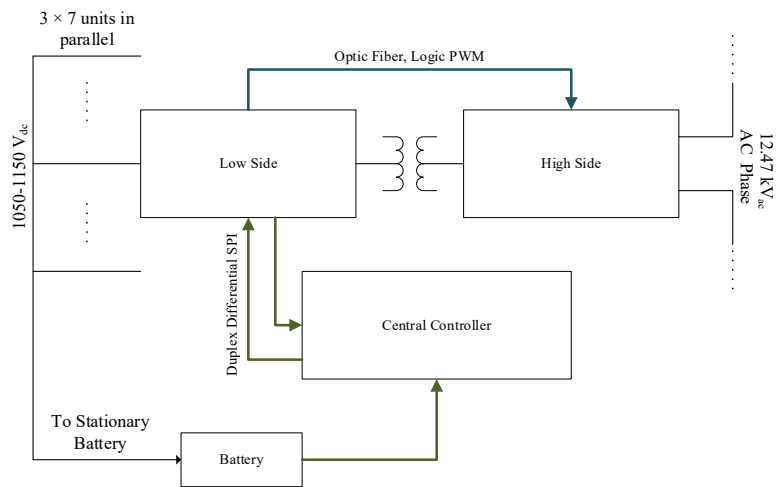 3 × 7 units in
parallel
Optic Fiber, Logic PWM
1050-1150 Vdc
Low Side
High Side
12.47 kVac
AC Phase
Duplex Differential SPI
Central Controller
To Stationary
Battery
Battery